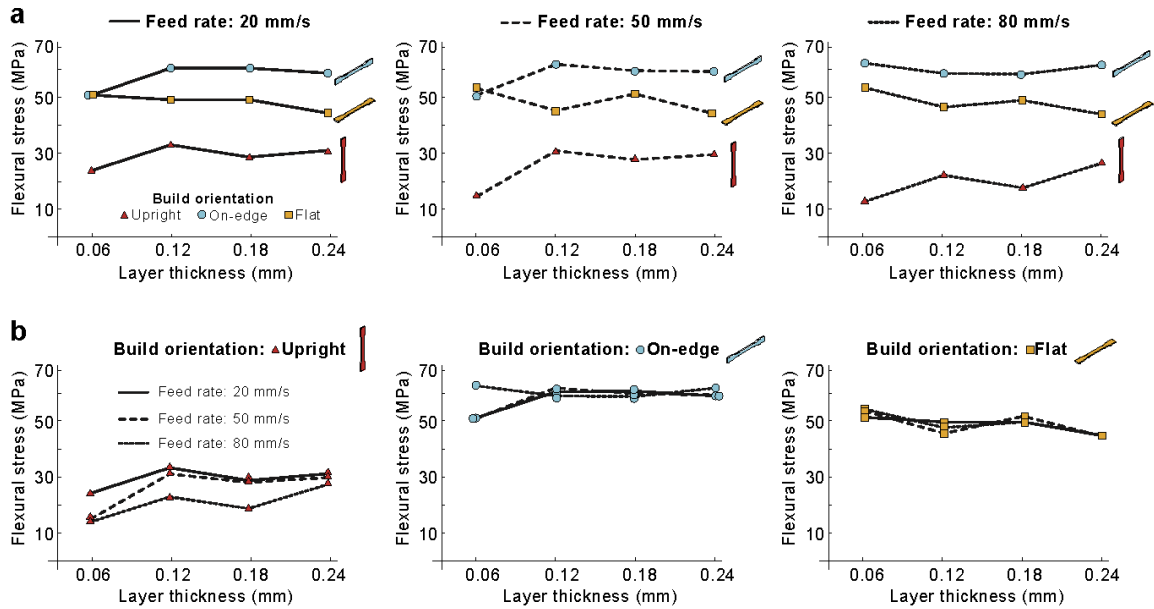 a
Feed rate: 20 mm/s
Feed rate: 50 mm/s
Feed rate: 80 mm/s
Flexural stress (MPa)
70
50
30
10
Build orientation
Upright
On-edge
Flat
0.06 0.12 0.18 0.24
Layer thickness (mm)
Flexural stress (MPa)
70
50
30
10
0.06 0.12 0.18 0.24
Layer thickness (mm)
Flexural stress (MPa)
70
50
30
10
0.06 0.12 0.18 0.24
Layer thickness (mm)
b
Build orientation: Upright
Build orientation: On-edge
Build orientation: Flat
Flexural stress (MPa)
70
50
30
10
Feed rate: 20 mm/s
Feed rate: 50 mm/s
Feed rate: 80 mm/s
0.06 0.12 0.18 0.24
Layer thickness (mm)
Flexural stress (MPa)
70
50
30
10
0.06 0.12 0.18 0.24
Layer thickness (mm)
Flexural stress (MPa)
70
50
30
10
0.06 0.12 0.18 0.24
Layer thickness (mm)